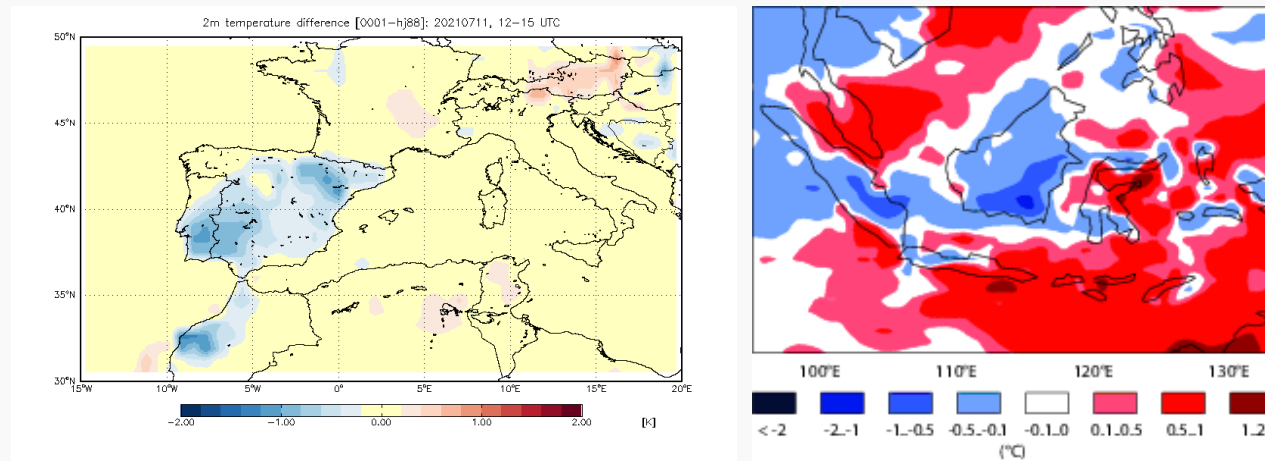 2m temperature difference [0001-hj88]: 20210711, 12-15 UTC
50°N
45°N
40°N
35°N
30°N
15°W 10°W 5°W 0° 5°E 10°E 15°E 20°E
-2.00 -1.00 0.00 1.00 2.00 [K]
100°E 110°E 120°E 130°E
< -2 -2..-1 -1..-0.5 -0.5..-0.1 -0.1..0 0.1..0.5 0.5..1 1..2
(°C)